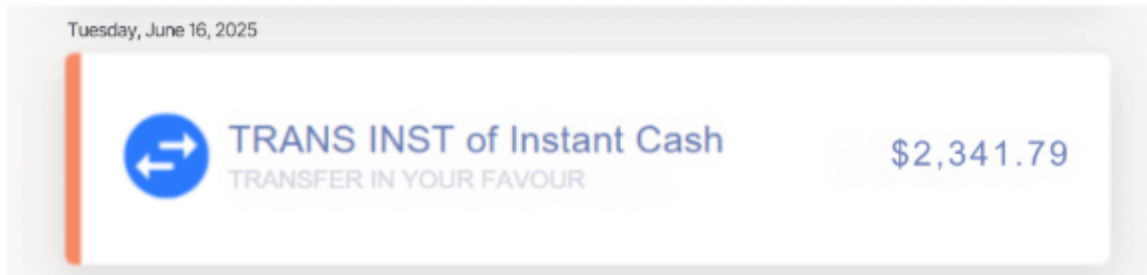 Tuesday, June 16, 2025
TRANS INST of Instant Cash
$2,341.79
TRANSFER IN YOUR FAVOUR